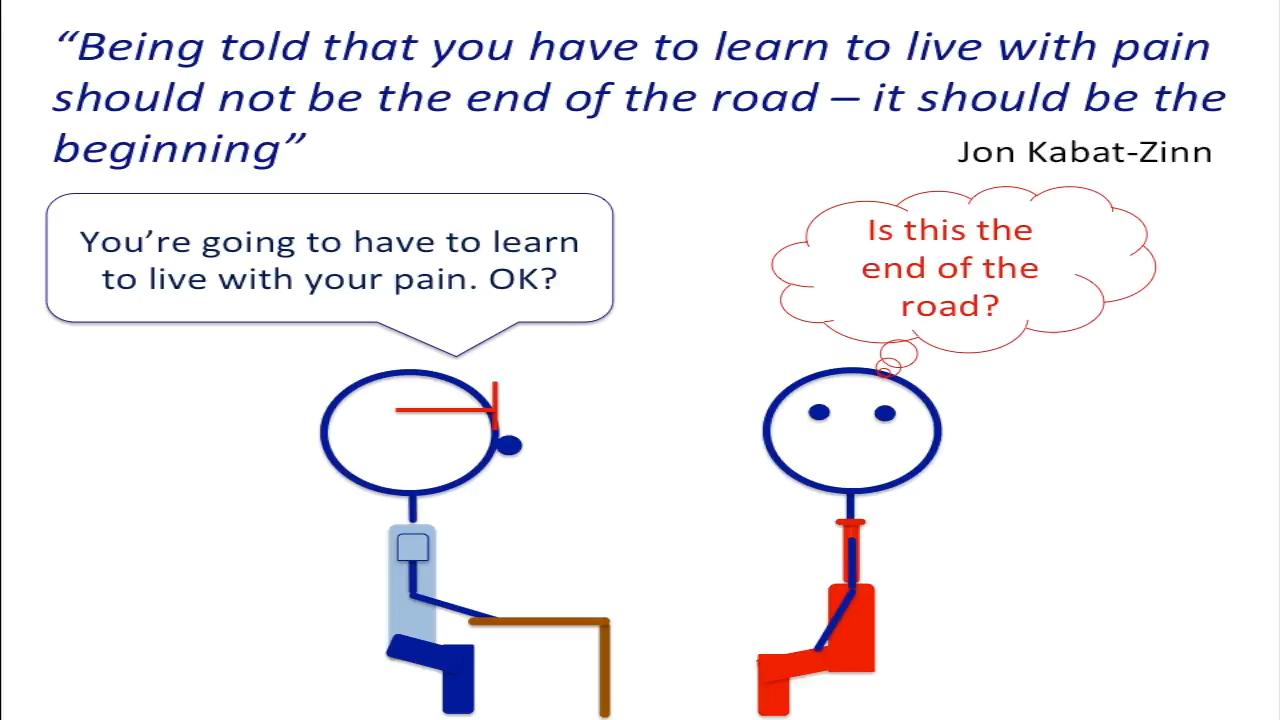 “Being told that you have to learn to live with pain
should not be the end of the road – it should be the
beginning”
Jon Kabat-Zinn
You’re going to have to learn
to live with your pain. OK?
Is this the
end of the
road?